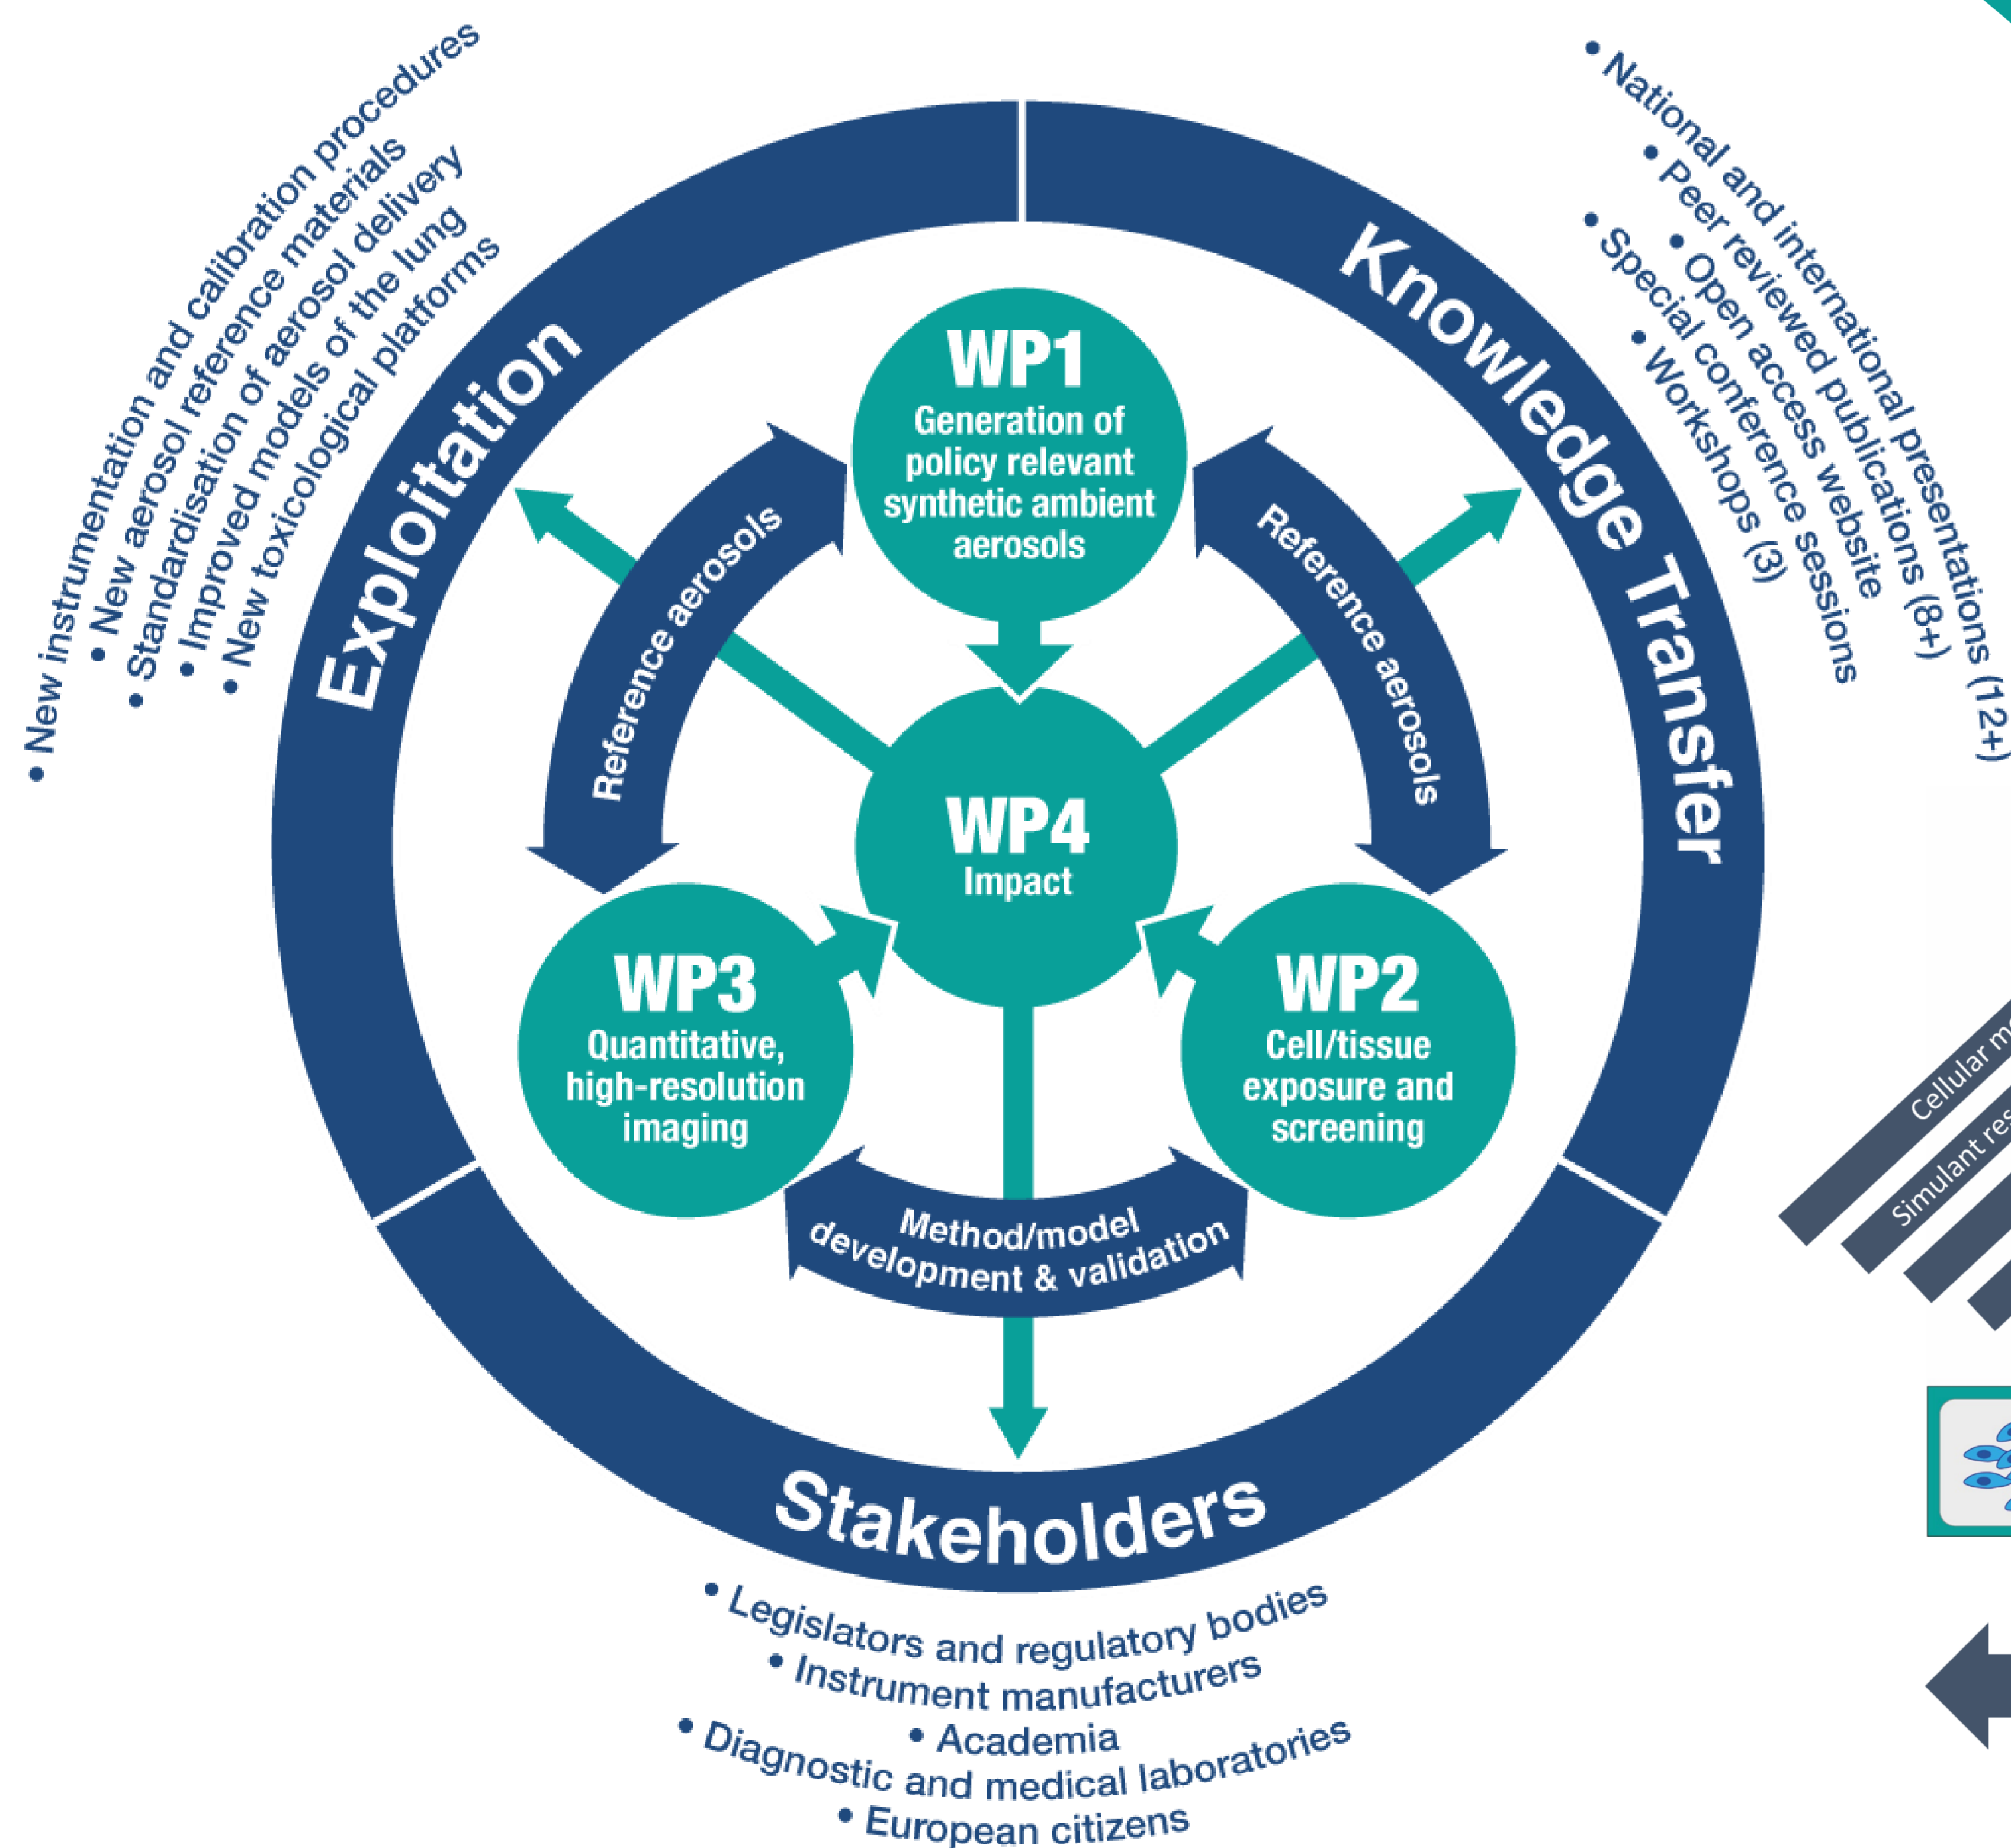 • New instrumentation and calibration procedures
• New aerosol reference materials
• Standardisation of aerosol delivery
• Improved models of the lung
• New toxicological platforms
• National and international presentations (12+)
• Peer reviewed publications (8+)
• Open access website
• Special conference sessions
• Workshops (3)
Exploitation
Knowledge Transfer
WP1
Generation of
policy relevant
synthetic ambient
aerosols
Reference aerosols
Reference aerosols
WP4
Impact
WP3
Quantitative,
high-resolution
imaging
WP2
Cell/tissue
exposure and
screening
Method/model
development & validation
Stakeholders
• Legislators and regulatory bodies
• Instrument manufacturers
• Academia
• Diagnostic and medical laboratories
• European citizens
Cellular
Simulant